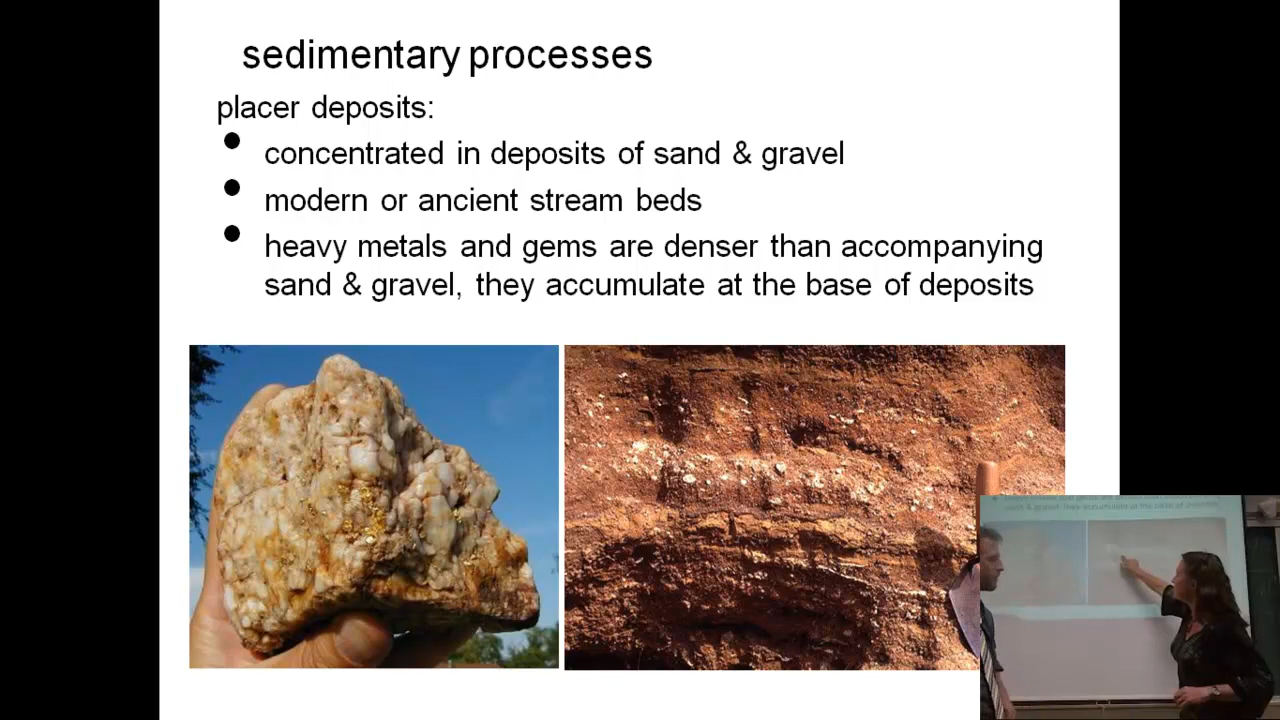 sedimentary processes
placer deposits:
• concentrated in deposits of sand & gravel
• modern or ancient stream beds
• heavy metals and gems are denser than accompanying
sand & gravel, they accumulate at the base of deposits